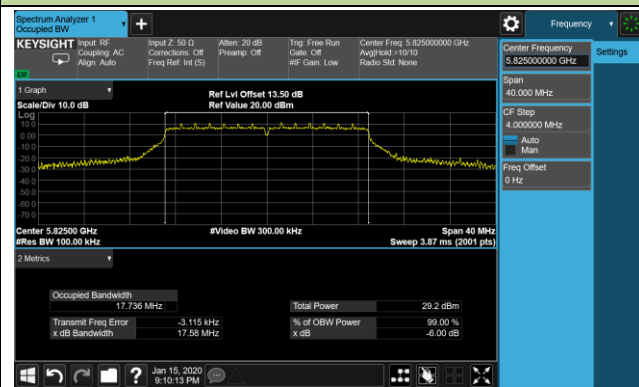 Spectrum Analyzer 1
Occupied BW
Frequency
KEYSIGHT
Input: RF
Coupling: AC
Align: Auto
Input Z: 50 Ω
Corrections: Off
Freq Ref: Int (S)
Atten: 20 dB
Preamp: Off
Trig: Free Run
Gate: Off
#IF Gain: Low
Center Freq: 5.825000000 GHz
Avg|Hold:>10/10
Radio Std: None
LXI
1 Graph
Scale/Div 10.0 dB
Ref Lvl Offset 13.50 dB
Ref Value 20.00 dBm
Log
10.0
0.00
-10.0
-20.0
-30.0
-40.0
-50.0
-60.0
-70.0
Center 5.82500 GHz
#Video BW 300.00 kHz
Span 40 MHz
#Res BW 100.00 kHz
Sweep 3.87 ms (2001 pts)
2 Metrics
Occupied Bandwidth
17.736 MHz
Total Power
29.2 dBm
Transmit Freq Error
-3.115 kHz
% of OBW Power
99.00 %
x dB Bandwidth
17.58 MHz
x dB
-6.00 dB
Jan 15, 2020
9:10:13 PM
Center Frequency
5.825000000 GHz
Settings
Span
40.000 MHz
CF Step
4.000000 MHz
Auto
Man
Freq Offset
0 Hz